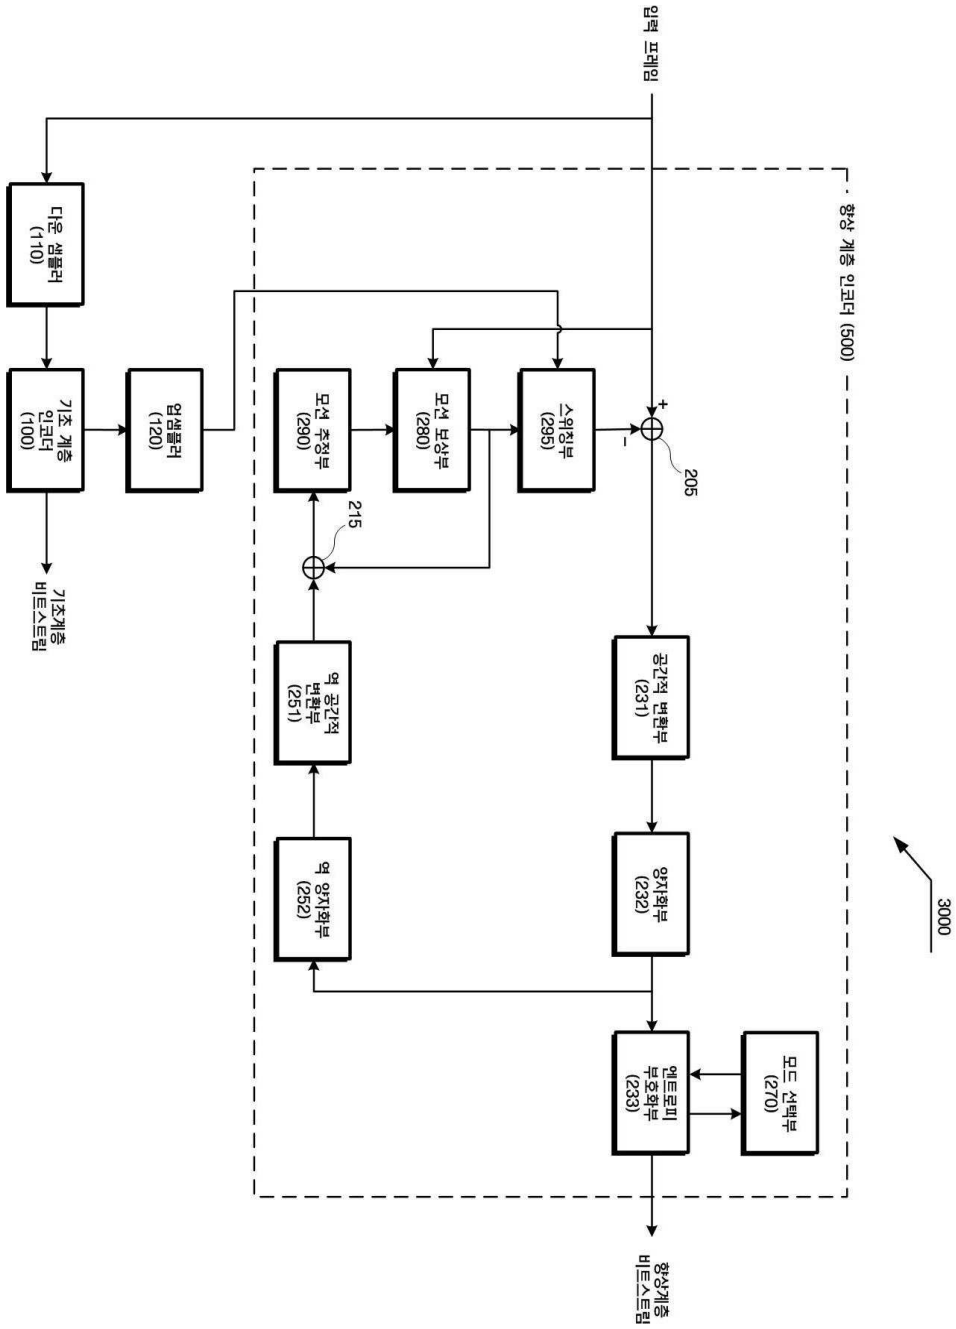 3000
향상 계층 인코더 (500)
입력 프레임
+
-
205
공간적 변환부
(231)
양자화부
(232)
엔트로피
부호화부
(233)
모드 선택부
(270)
향상계층
비트스트림
스위칭부
(295)
모션 보상부
(280)
모션 추정부
(290)
215
역 공간적
변환부
(251)
역 양자화부
(252)
업샘플러
(120)
다운 샘플러
(110)
기초 계층
인코더
(100)
기초계층
비트스트림